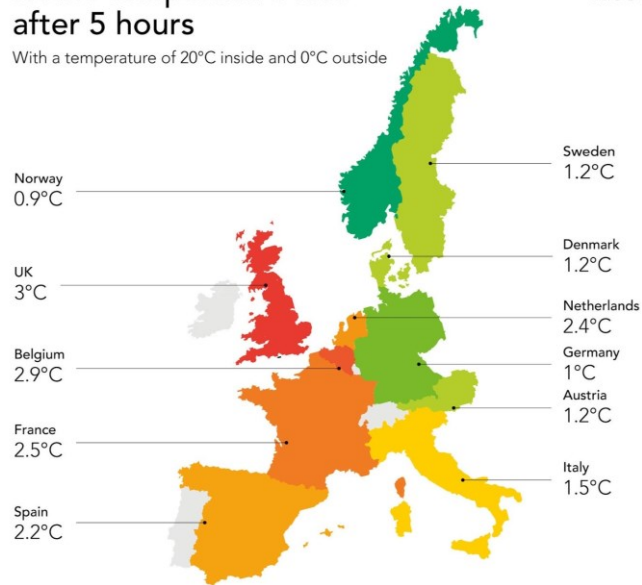 after 5 hours
With a temperature of 20°C inside and 0°C outside
Norway
0.9°C
UK
3°C
Belgium
2.9°C
France
2.5°C
Spain
2.2°C
Sweden
1.2°C
Denmark
1.2°C
Netherlands
2.4°C
Germany
1°C
Austria
1.2°C
Italy
1.5°C